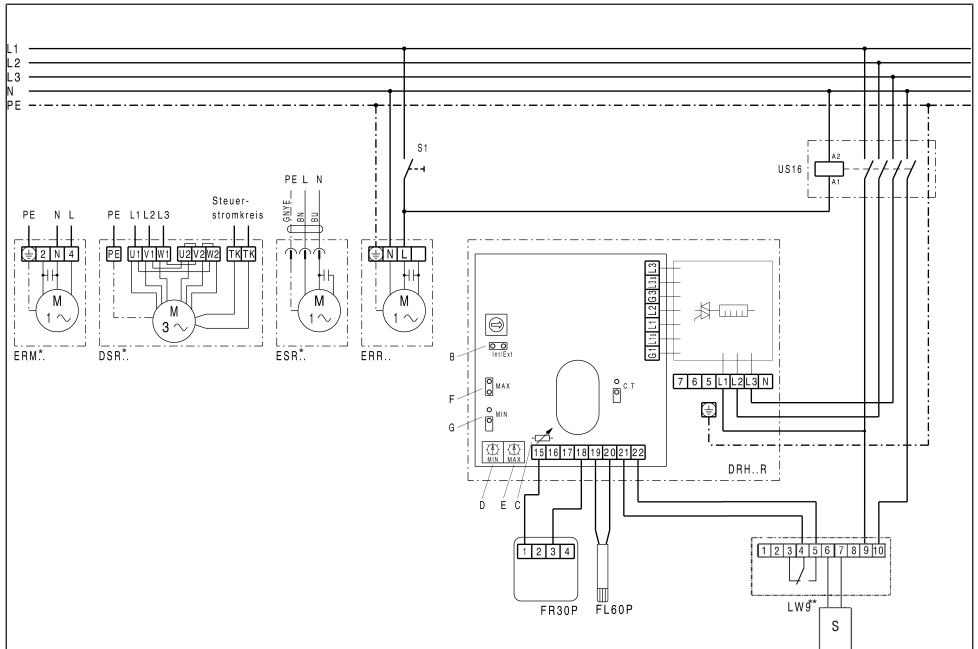 L1
L2
L3
N
PE
S1
A2
US16
A1
PE L N
Steuer-
stromkreis
GNYE
BN
BU
PE N L
PE L1 L2 L3
2 N 4
PE U1 V1 W1 U2 V2 W2 TK TK
N L
M
1~
M
3~
M
1~
M
1~
ERM*..
DSR*..
ESR*..
ERR..
L3
L3s
G3
L2
L1
L1s
G1
B
Int/Ext
F
MAX
C.T
G
MIN
7 6 5 L1 L2 L3 N
MIN MAX
15 16 17 18 19 20 21 22
DRH..R
D E C
1 2 3 4
1 2 3 4 5 6 7 8 9 10
FR30P
FL60P
LW9**
S